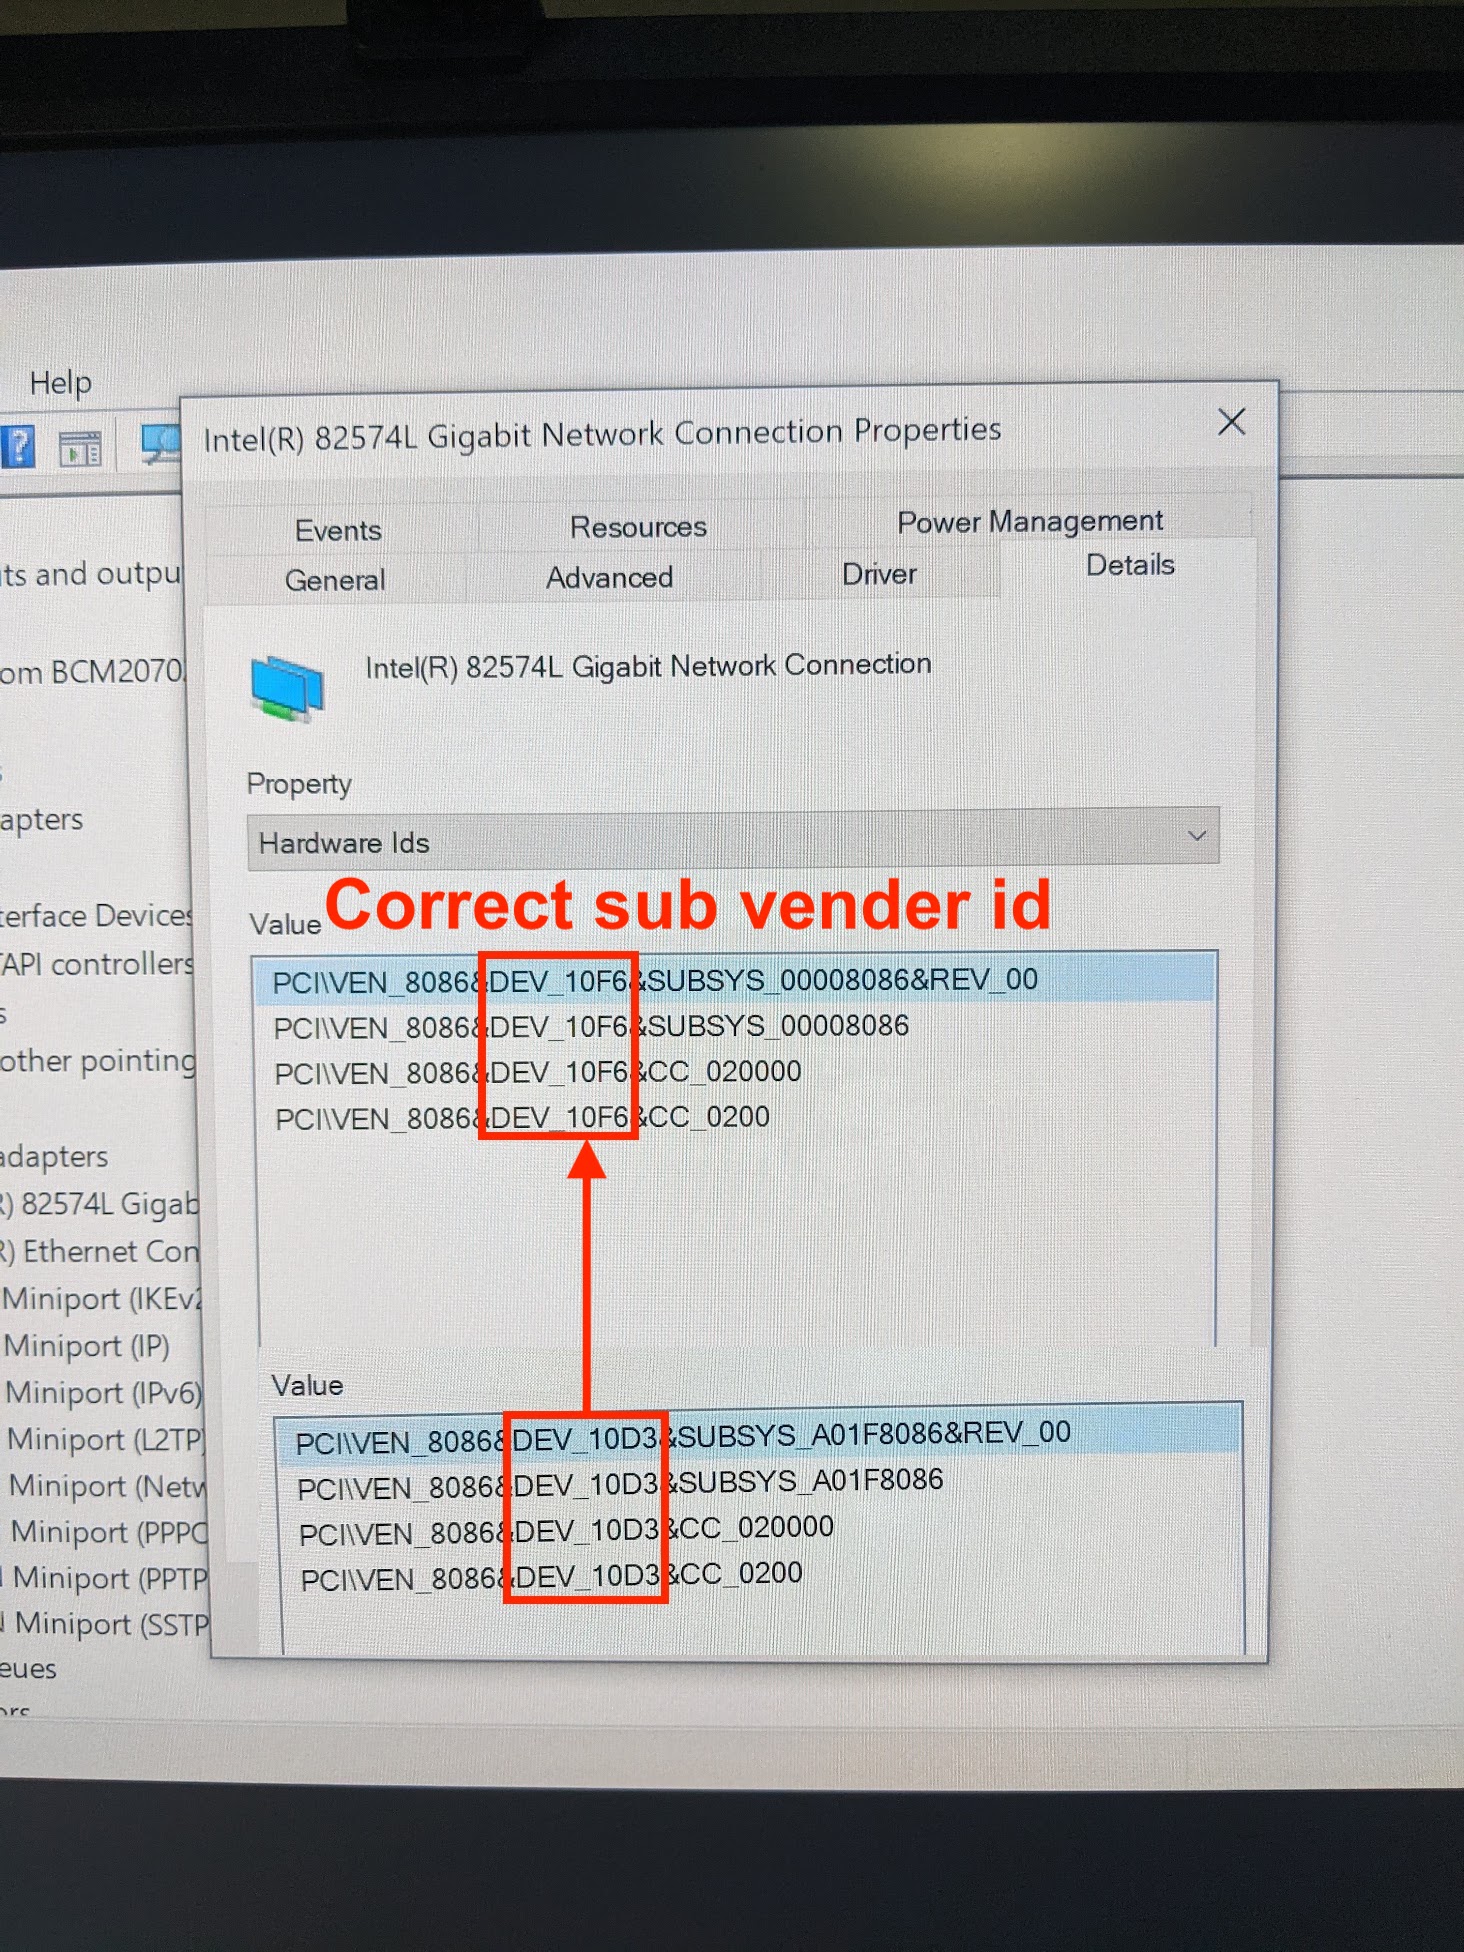 Help
Intel(R) 82574L Gigabit Network Connection Properties
Events Resources Power Management
General Advanced Driver Details
ts and outpu
Intel(R) 82574L Gigabit Network Connection
om BCM2070
Property
apters
Hardware Ids
Correct sub vender id
terface Devices
Value
API controllers
PCI\VEN_8086&DEV_10F6&SUBSYS_00008086&REV_00
PCI\VEN_8086&DEV_10F6&SUBSYS_00008086
other pointing
PCI\VEN_8086&DEV_10F6&CC_020000
PCI\VEN_8086&DEV_10F6&CC_0200
adapters
R) 82574L Gigab
R) Ethernet Con
Miniport (IKEv2
Miniport (IP)
Miniport (IPv6)
Value
Miniport (L2TP)
PCI\VEN_8086&DEV_10D3&SUBSYS_A01F8086&REV_00
Miniport (Netw
PCI\VEN_8086&DEV_10D3&SUBSYS_A01F8086
Miniport (PPPO
PCI\VEN_8086&DEV_10D3&CC_020000
Miniport (PPTP
PCI\VEN_8086&DEV_10D3&CC_0200
Miniport (SSTP
eues